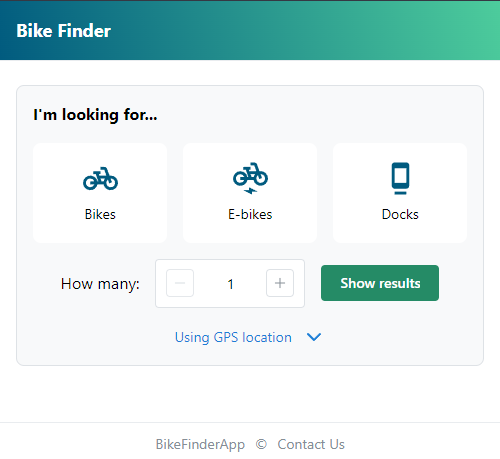 Bike Finder
I'm looking for...
Bikes E-bikes Docks
How many: 1 Show results
Using GPS location
BikeFinderApp © Contact Us